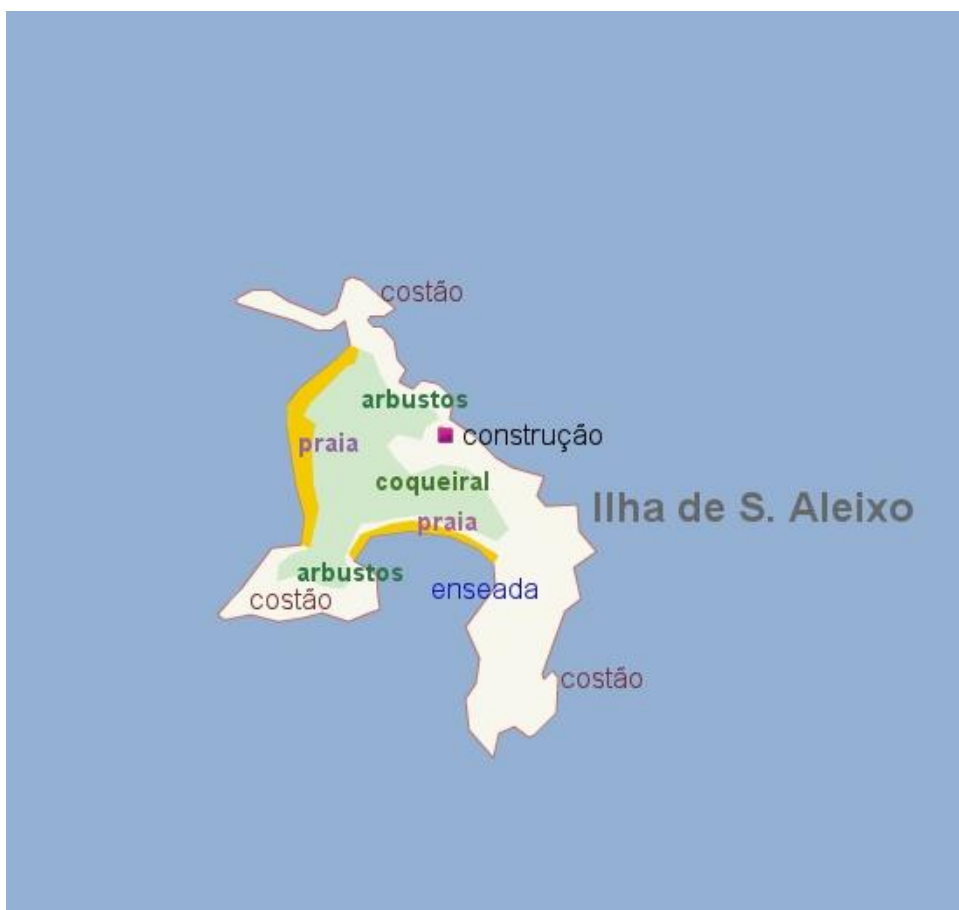 costão
arbustos
construção
praia
coqueiral
Ilha de S. Aleixo
praia
arbustos
enseada
costão
costão